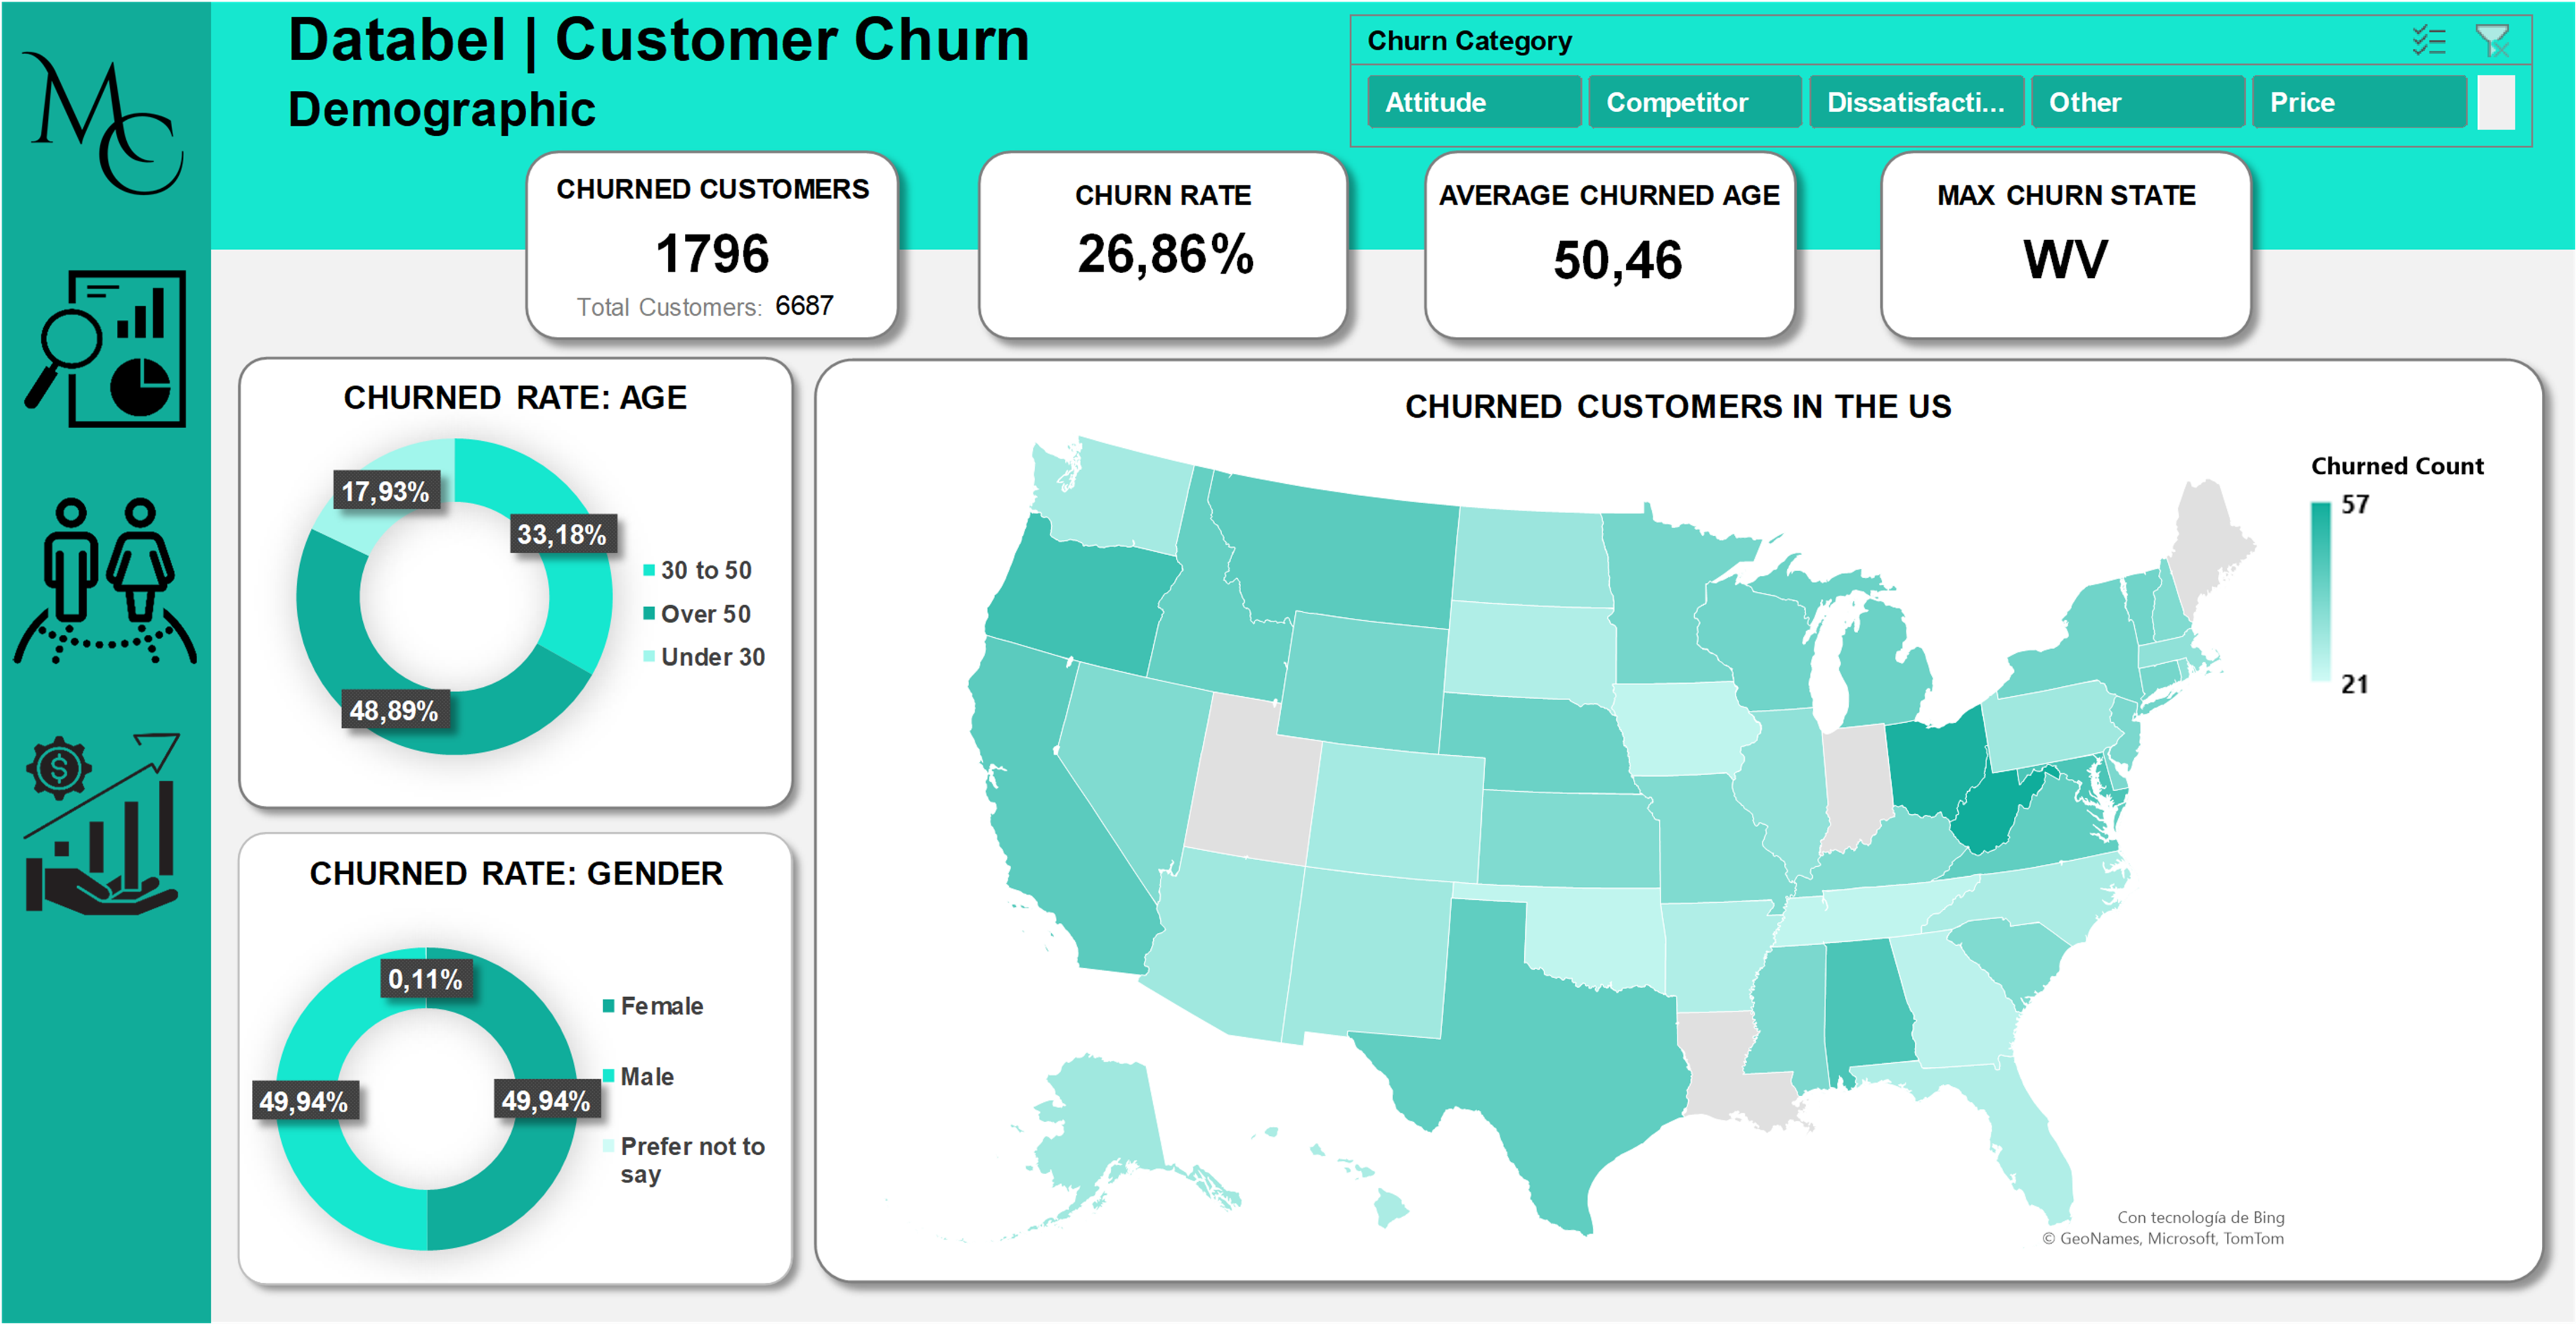 MC
Databel | Customer Churn
Demographic
Churn Category
Attitude
Competitor
Dissatisfacti...
Other
Price
CHURNED CUSTOMERS
1796
Total Customers: 6687
CHURN RATE
26,86%
AVERAGE CHURNED AGE
50,46
MAX CHURN STATE
WV
CHURNED RATE: AGE
17,93%
33,18%
48,89%
30 to 50
Over 50
Under 30
CHURNED RATE: GENDER
0,11%
49,94%
49,94%
Female
Male
Prefer not to
say
CHURNED CUSTOMERS IN THE US
Churned Count
57
21
Con tecnología de Bing
© GeoNames, Microsoft, TomTom
$